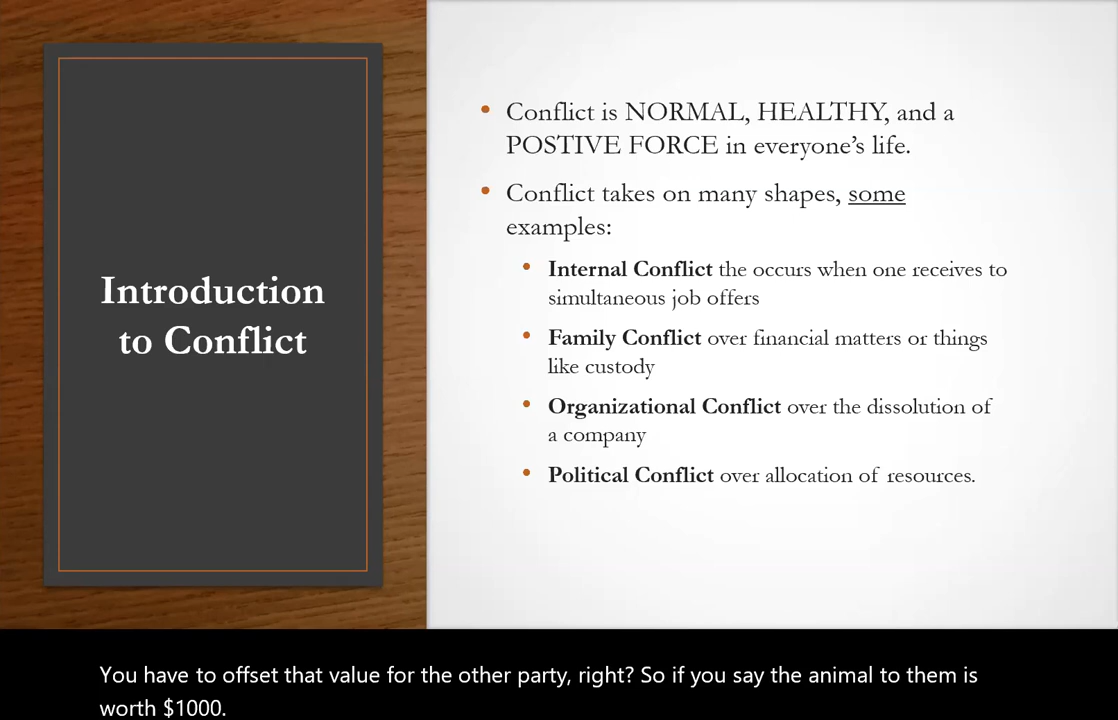 Introduction
to Conflict
• Conflict is NORMAL, HEALTHY, and a
POSTIVE FORCE in everyone’s life.
• Conflict takes on many shapes, some
examples:
• Internal Conflict the occurs when one receives to
simultaneous job offers
• Family Conflict over financial matters or things
like custody
• Organizational Conflict over the dissolution of
a company
• Political Conflict over allocation of resources.
You have to offset that value for the other party, right? So if you say the animal to them is
worth $1000.